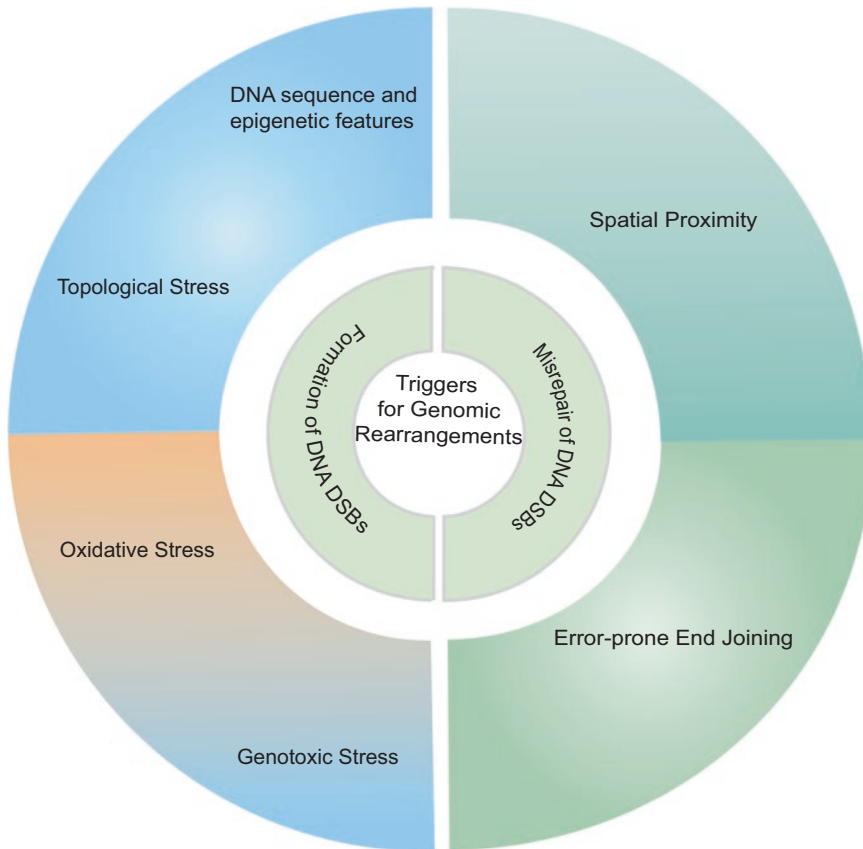 DNA sequence and
epigenetic features
Spatial Proximity
Topological Stress
Formation of DNA DSBs
Triggers
for Genomic
Rearrangements
Misrepair of DNA DSBs
Oxidative Stress
Error-prone End Joining
Genotoxic Stress